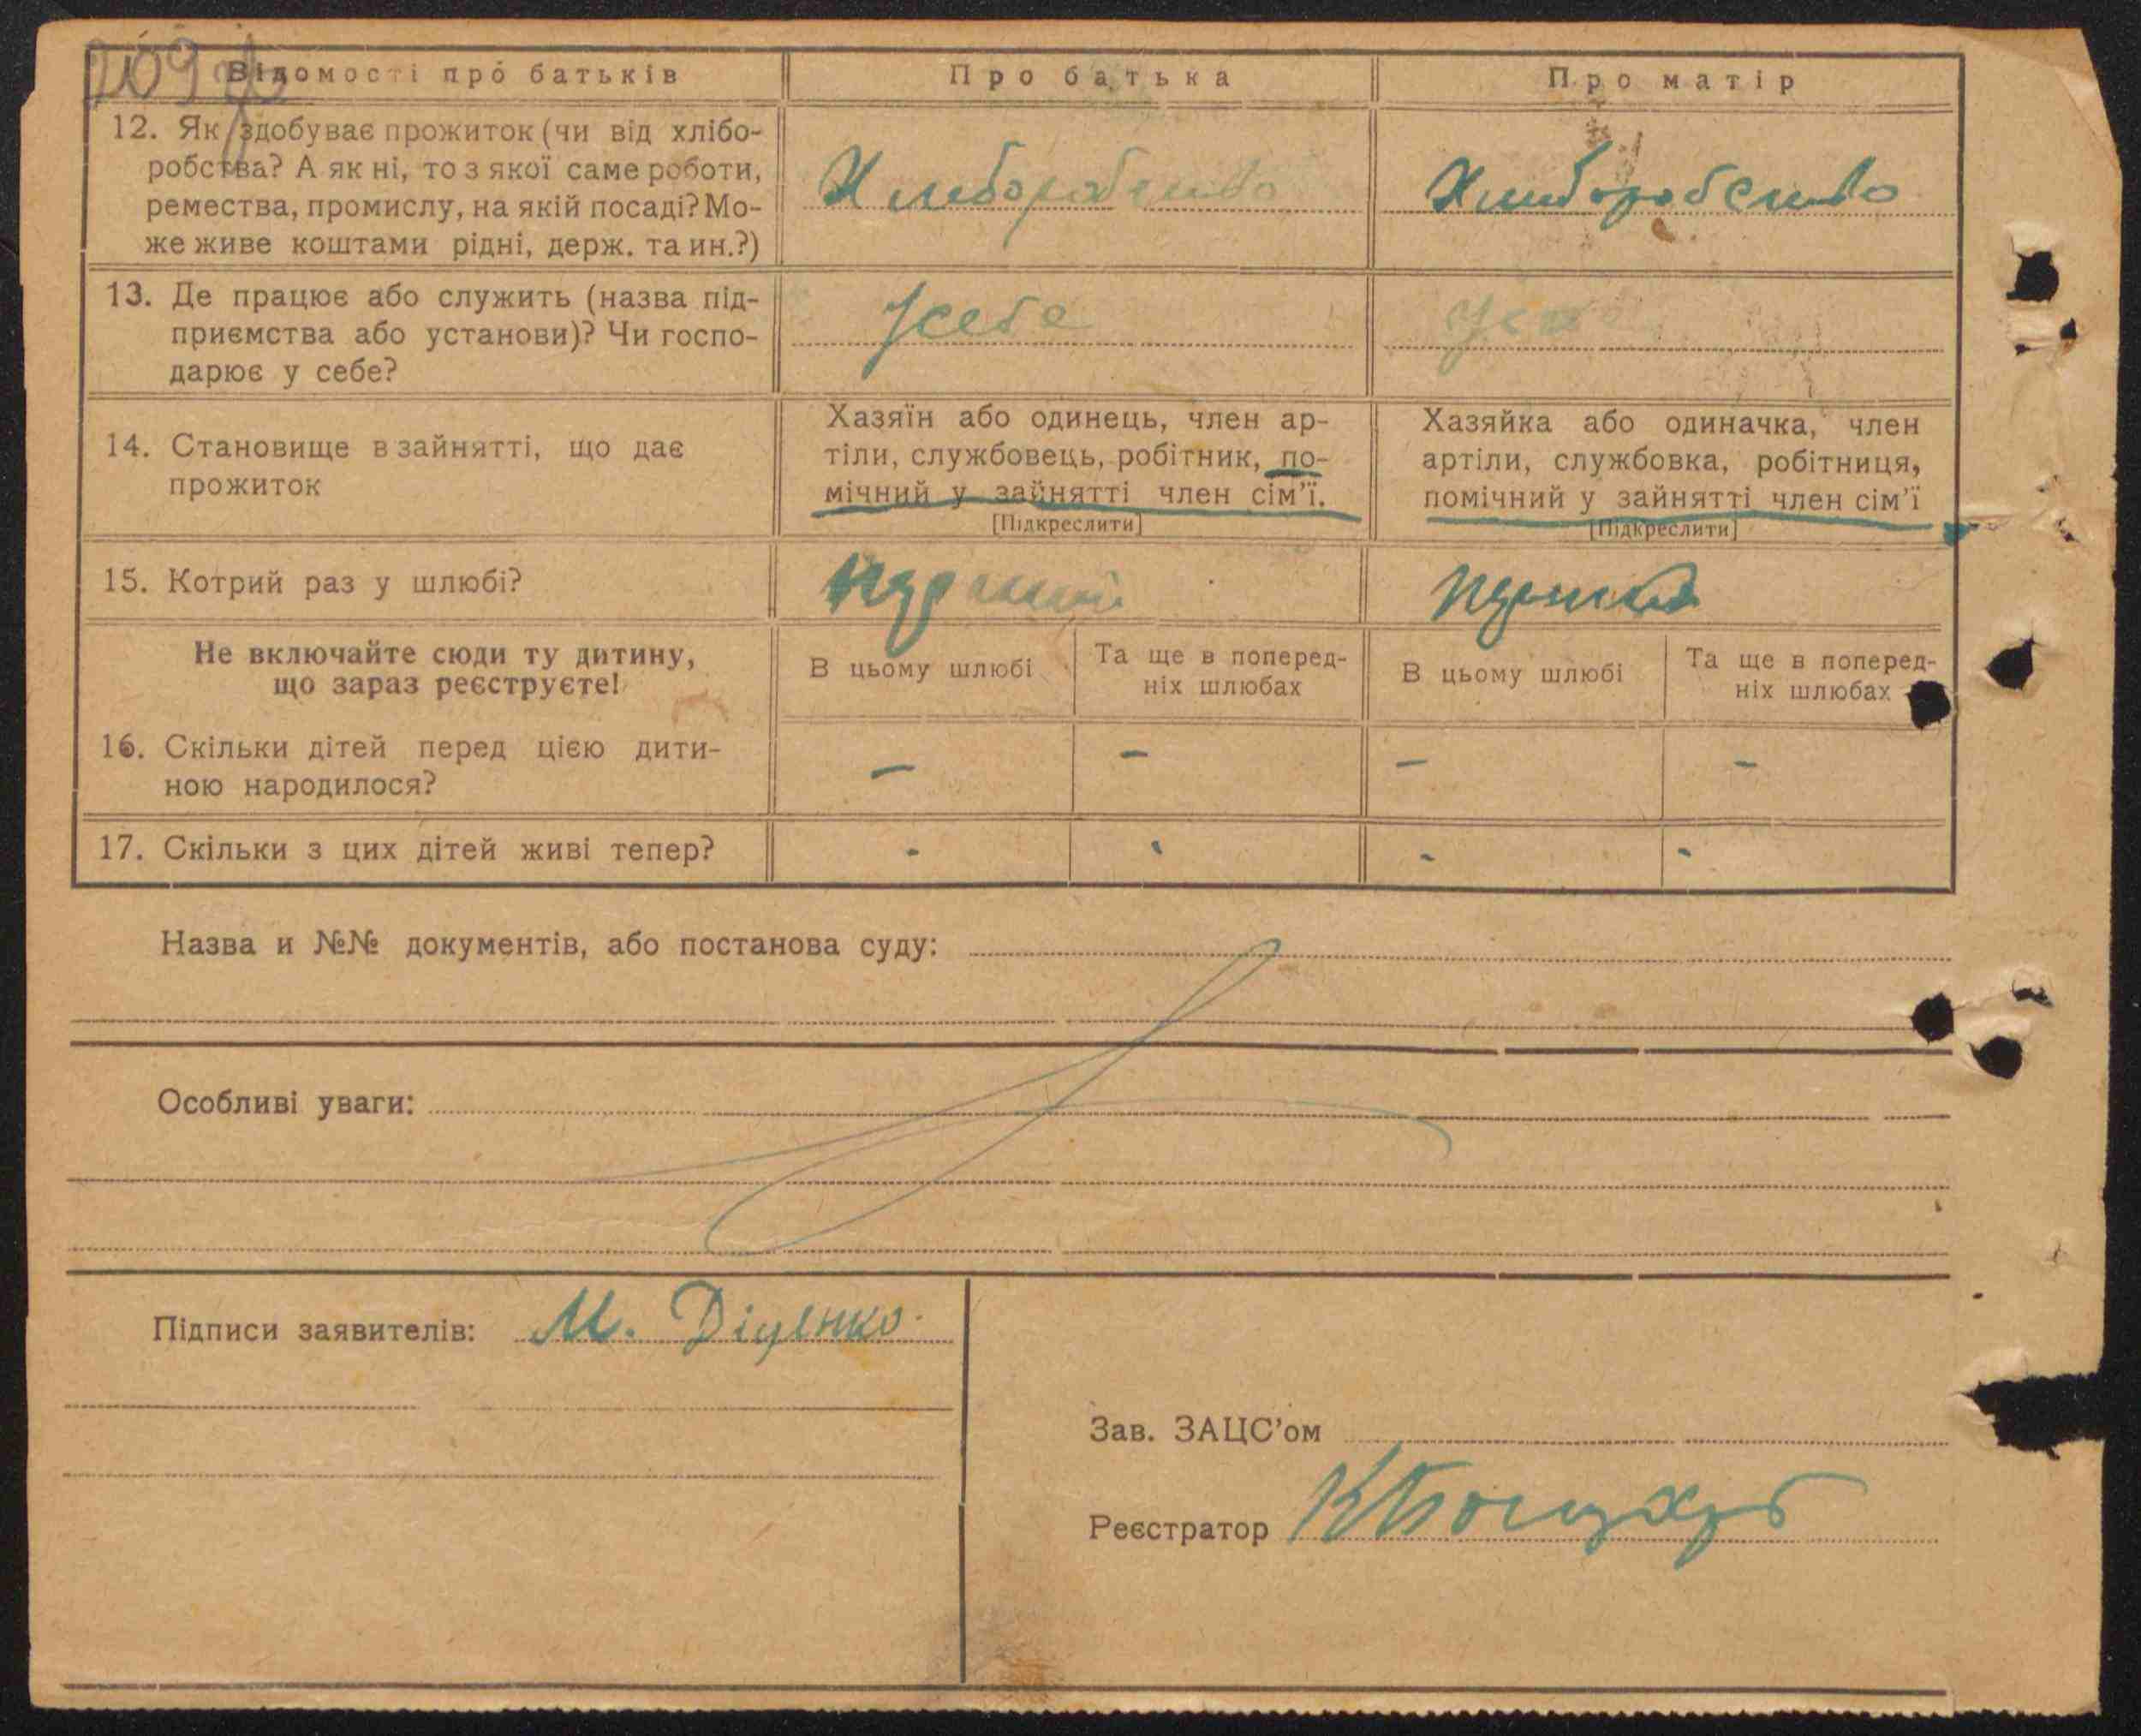 209
Відомості про батьків
Про батька
Про матір
12. Як здобуває прожиток (чи від хлібо-
робства? А як ні, то з якої саме роботи,
ремества, промислу, на якій посаді? Мо-
же живе коштами рідні, держ. та ин.?)
Хліборобство
Хліборобство
13. Де працює або служить (назва під-
приємства або установи)? Чи госпо-
дарює у себе?
У себе
14. Становище в зайнятті, що дає
прожиток
Хазяїн або одинець, член ар-
тіли, службовець, робітник, по-
мічний у зайнятті член сім'ї.
[Підкреслити]
Хазяйка або одиначка, член
артіли, службовка, робітниця,
помічний у зайнятті член сім'ї
[Підкреслити]
15. Котрий раз у шлюбі?
Не включайте сюди ту дитину,
що зараз реєструєте!
В цьому шлюбі
Та ще в поперед-
ніх шлюбах
В цьому шлюбі
Та ще в поперед-
ніх шлюбах
16. Скільки дітей перед цією дити-
ною народилося?
– – – –
17. Скільки з цих дітей живі тепер?
- - - -
Назва и №№ документів, або постанова суду:
Особливі уваги:
Підписи заявителів: М. Діденко
Зав. ЗАЦС'ом
Реєстратор